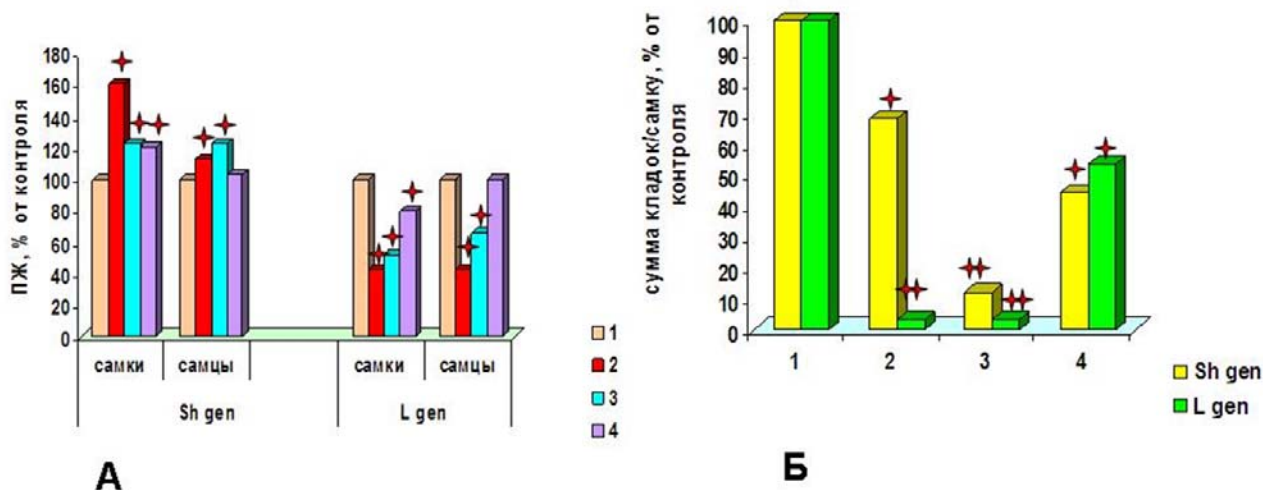 ПЖ, % от контроля
180
160
140
120
100
80
60
40
20
0
самки
самцы
самки
самцы
Sh gen
L gen
1
2
3
4
А
сумма кладок/самку, % от
контроля
100
90
80
70
60
50
40
30
20
10
0
1
2
3
4
Sh gen
L gen
Б